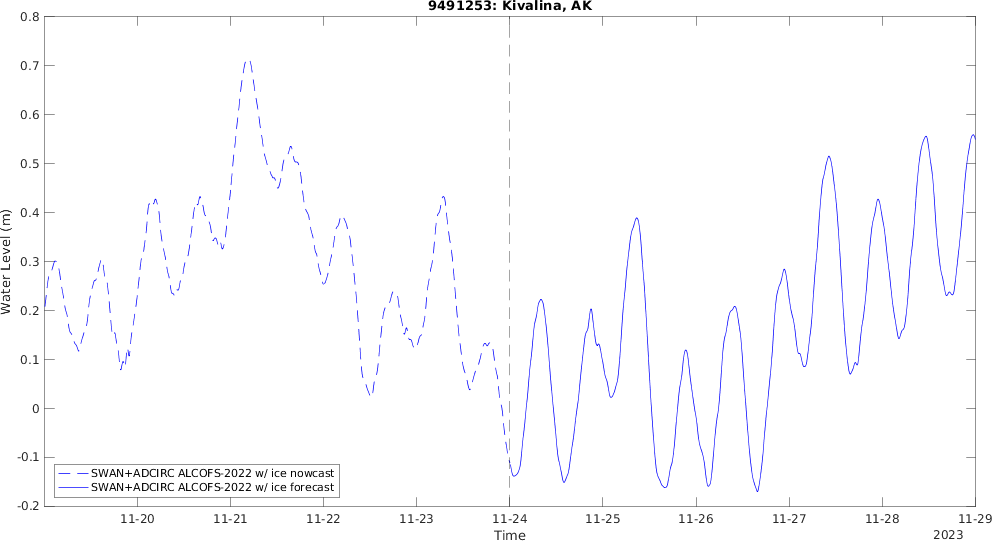 9491253: Kivalina, AK
Water Level (m)
0.8
0.7
0.6
0.5
0.4
0.3
0.2
0.1
0
-0.1
-0.2
SWAN+ADCIRC ALCOFS-2022 w/ ice nowcast
SWAN+ADCIRC ALCOFS-2022 w/ ice forecast
11-20 11-21 11-22 11-23 11-24 11-25 11-26 11-27 11-28 11-29
Time
2023